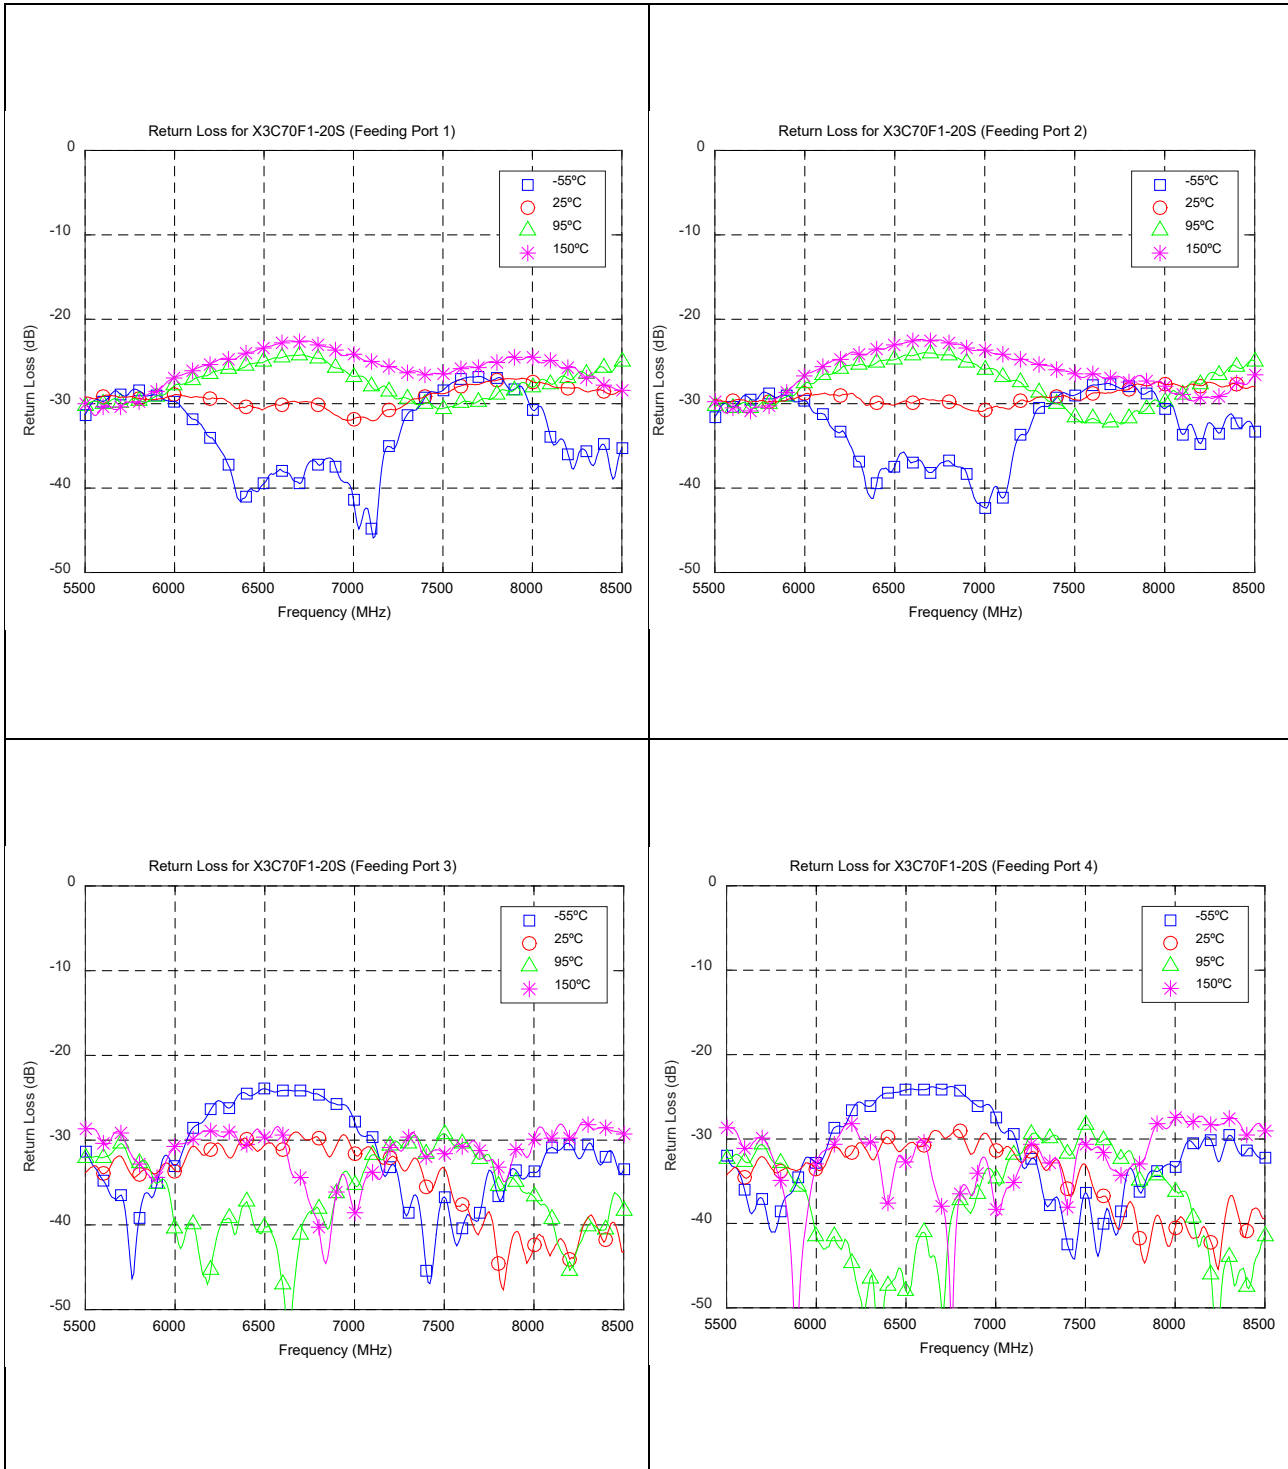 Return Loss for X3C70F1-20S (Feeding Port 1)
0
-10
-20
-30
-40
-50
Return Loss (dB)
5500 6000 6500 7000 7500 8000 8500
Frequency (MHz)
-55ºC
25ºC
95ºC
150ºC
Return Loss for X3C70F1-20S (Feeding Port 2)
0
-10
-20
-30
-40
-50
Return Loss (dB)
5500 6000 6500 7000 7500 8000 8500
Frequency (MHz)
-55ºC
25ºC
95ºC
150ºC
Return Loss for X3C70F1-20S (Feeding Port 3)
0
-10
-20
-30
-40
-50
Return Loss (dB)
5500 6000 6500 7000 7500 8000 8500
Frequency (MHz)
-55ºC
25ºC
95ºC
150ºC
Return Loss for X3C70F1-20S (Feeding Port 4)
0
-10
-20
-30
-40
-50
Return Loss (dB)
5500 6000 6500 7000 7500 8000 8500
Frequency (MHz)
-55ºC
25ºC
95ºC
150ºC